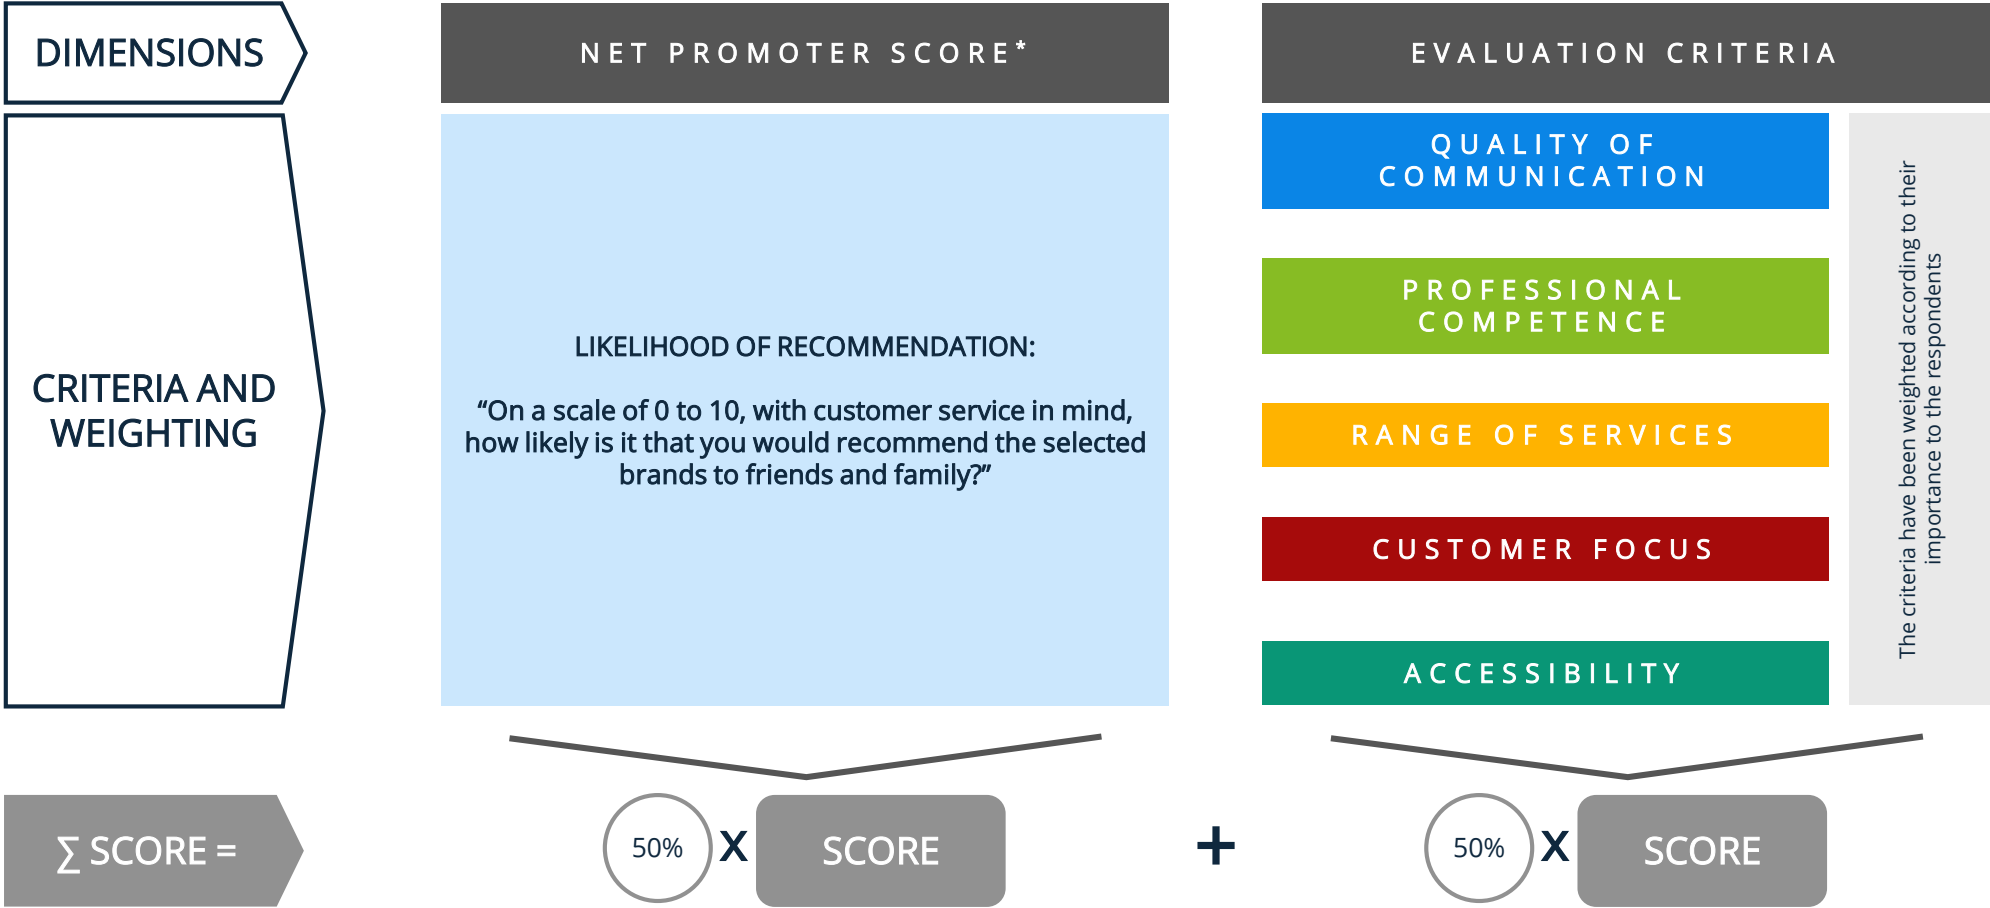 DIMENSIONS
NET PROMOTER SCORE*
EVALUATION CRITERIA
CRITERIA AND
WEIGHTING
LIKELIHOOD OF RECOMMENDATION:
“On a scale of 0 to 10, with customer service in mind,
how likely is it that you would recommend the selected
brands to friends and family?”
QUALITY OF
COMMUNICATION
PROFESSIONAL
COMPETENCE
RANGE OF SERVICES
CUSTOMER FOCUS
ACCESSIBILITY
The criteria have been weighted according to their
importance to the respondents
∑ SCORE =
50% x SCORE
+
50% x SCORE